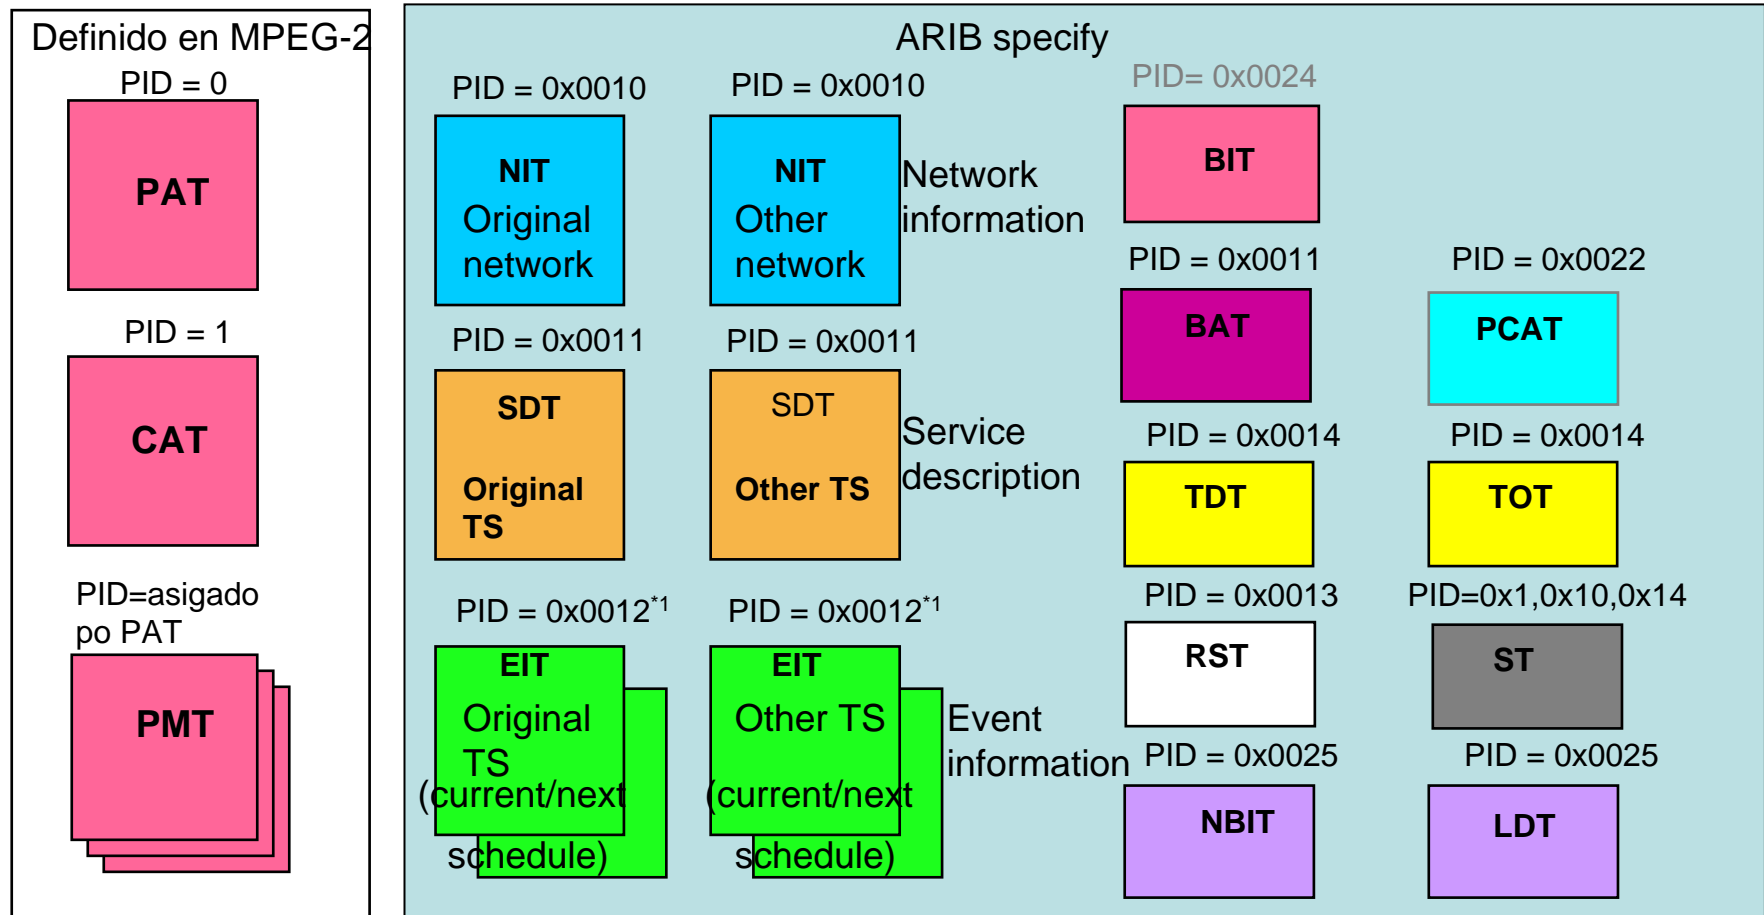 Definido en MPEG-2
PID = 0
PAT
PID = 1
CAT
PID=asigado
po PAT
PMT
ARIB specify
PID = 0x0010
NIT
Original
network
PID = 0x0010
NIT
Other
network
Network
information
PID = 0x0011
SDT
Original
TS
PID = 0x0011
SDT
Other TS
Service
description
PID = 0x0012*1
EIT
Original
TS
(current/next
schedule)
PID = 0x0012*1
EIT
Other TS
(current/next
schedule)
Event
information
PID= 0x0024
BIT
PID = 0x0011
BAT
PID = 0x0022
PCAT
PID = 0x0014
TDT
PID = 0x0014
TOT
PID = 0x0013
RST
PID=0x1,0x10,0x14
ST
PID = 0x0025
NBIT
PID = 0x0025
LDT